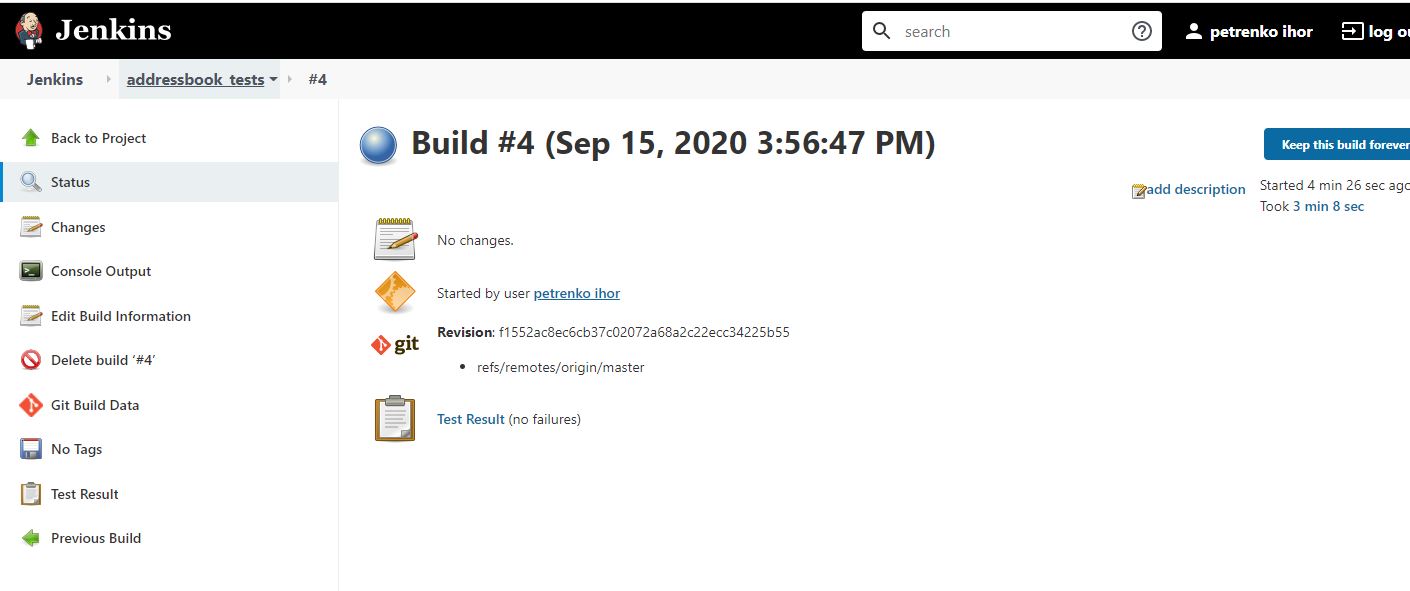 Jenkins
search
petrenko ihor
log
Jenkins
addressbook_tests
#4
Back to Project
Status
Changes
Console Output
Edit Build Information
Delete build ‘#4’
Git Build Data
No Tags
Test Result
Previous Build
Build #4 (Sep 15, 2020 3:56:47 PM)
Keep this build forever
add description
Started 4 min 26 sec ago
Took 3 min 8 sec
No changes.
Started by user petrenko ihor
git
Revision: f1552ac8ec6cb37c02072a68a2c22ecc34225b55
refs/remotes/origin/master
Test Result (no failures)